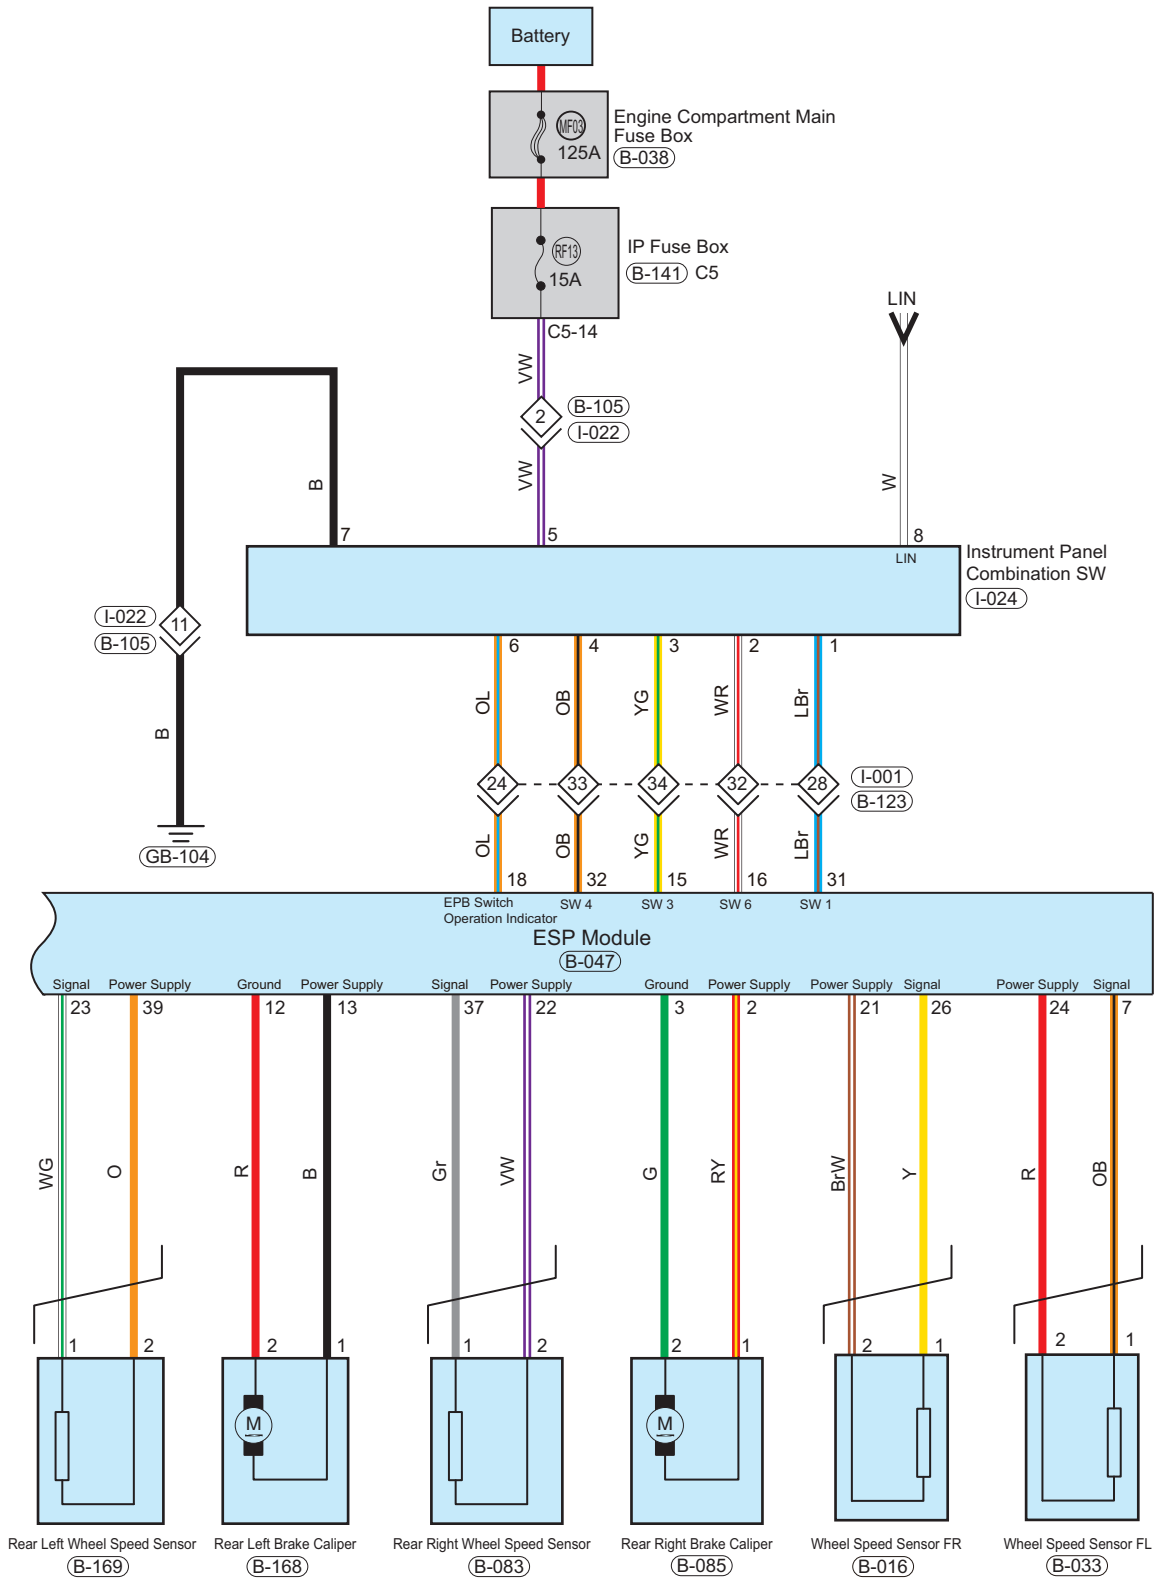 Battery
MF03
125A
Engine Compartment Main
Fuse Box
B-038
RF13
15A
IP Fuse Box
B-141 C5
C5-14
LIN
VW
2
B-105
I-022
VW
B
W
7
5
8
LIN
Instrument Panel
Combination SW
I-024
I-022
11
B-105
B
GB-104
6 4 3 2 1
OL OB YG WR LBr
24 33 34 32 28
I-001
B-123
OL OB YG WR LBr
18 32 15 16 31
EPB Switch
Operation Indicator
SW 4 SW 3 SW 6 SW 1
ESP Module
B-047
Signal Power Supply Ground Power Supply Signal Power Supply Ground Power Supply Power Supply Signal Power Supply Signal
23 39 12 13 37 22 3 2 21 26 24 7
WG O R B Gr VW G RY BrW Y R OB
1 2 2 1 1 2 2 1 2 1 2 1
M M
Rear Left Wheel Speed Sensor Rear Left Brake Caliper Rear Right Wheel Speed Sensor Rear Right Brake Caliper Wheel Speed Sensor FR Wheel Speed Sensor FL
B-169 B-168 B-083 B-085 B-016 B-033